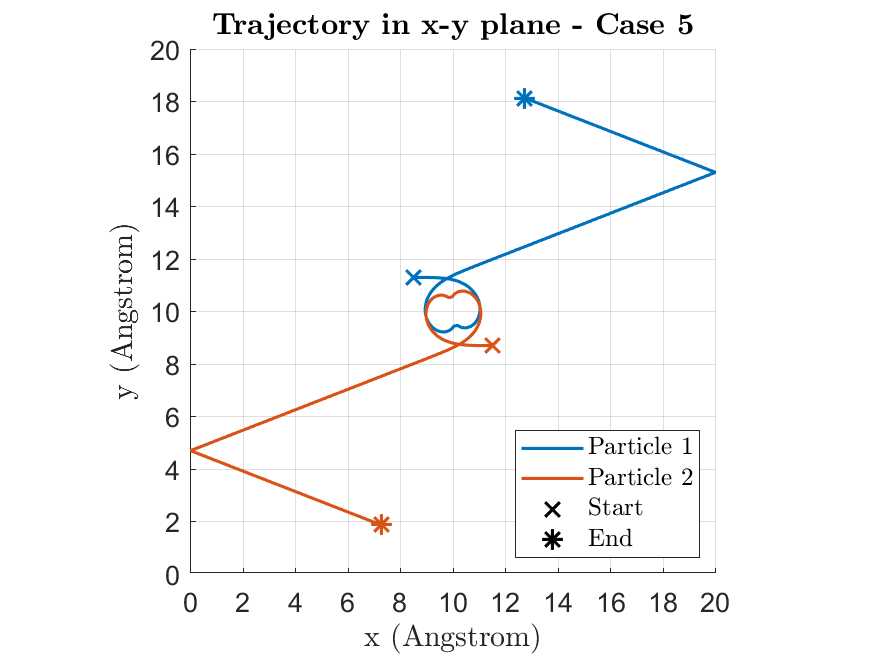 Trajectory in x-y plane - Case 5
20
18
16
14
12
10
8
6
4
2
0
y (Angstrom)
Particle 1
Particle 2
Start
End
0 2 4 6 8 10 12 14 16 18 20
x (Angstrom)